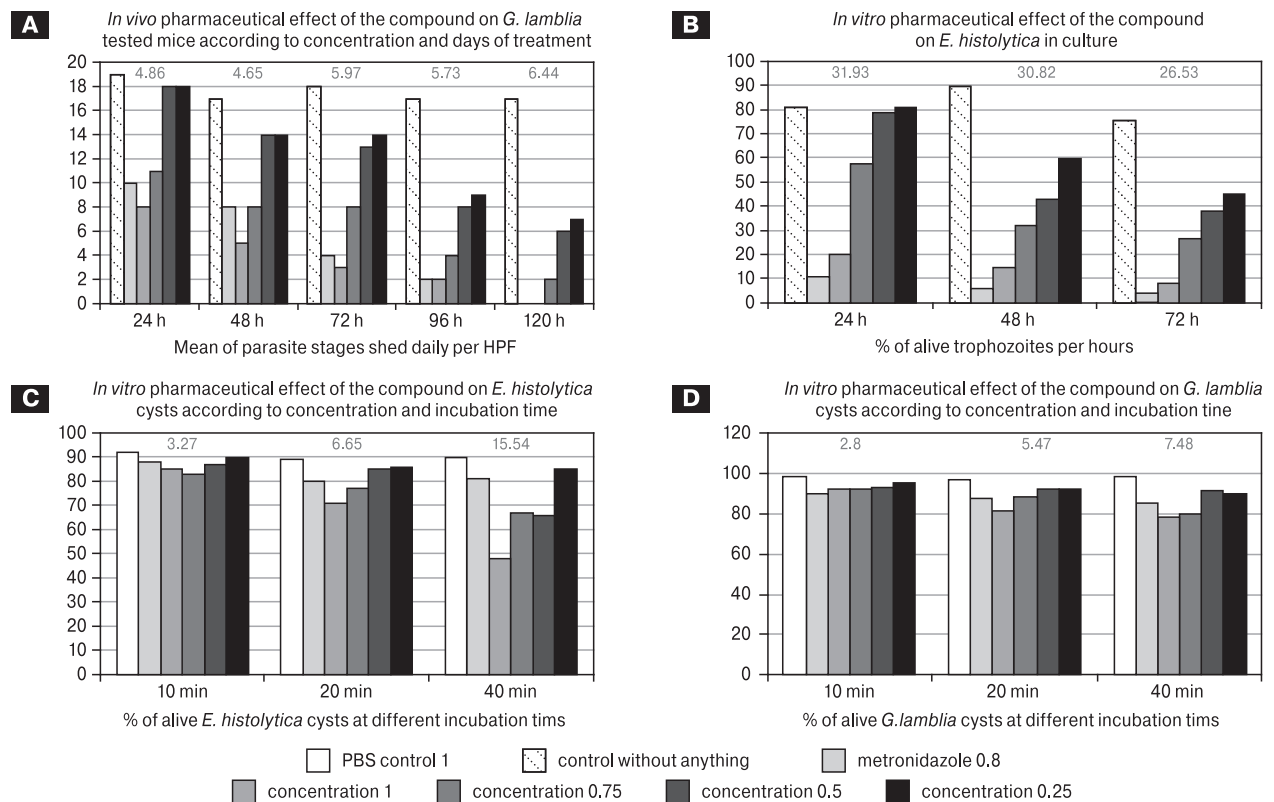 A
In vivo pharmaceutical effect of the compound on G. lamblia
tested mice according to concentration and days of treatment
20
18
16
14
12
10
8
6
4
2
0
4.86 4.65 5.97 5.73 6.44
24 h 48 h 72 h 96 h 120 h
Mean of parasite stages shed daily per HPF
B
In vitro pharmaceutical effect of the compound
on E. histolytica in culture
100
90
80
70
60
50
40
30
20
10
0
31.93 30.82 26.53
24 h 48 h 72 h
% of alive trophozoites per hours
C
In vitro pharmaceutical effect of the compound on E. histolytica
cysts according to concentration and incubation time
100
90
80
70
60
50
40
30
20
10
0
3.27 6.65 15.54
10 min 20 min 40 min
% of alive E. histolytica cysts at different incubation tims
D
In vitro pharmaceutical effect of the compound on G. lamblia
cysts according to concentration and incubation tine
120
100
80
60
40
20
0
2.8 5.47 7.48
10 min 20 min 40 min
% of alive G.lamblia cysts at different incubation tims
PBS control 1 control without anything metronidazole 0.8
concentration 1 concentration 0.75 concentration 0.5 concentration 0.25